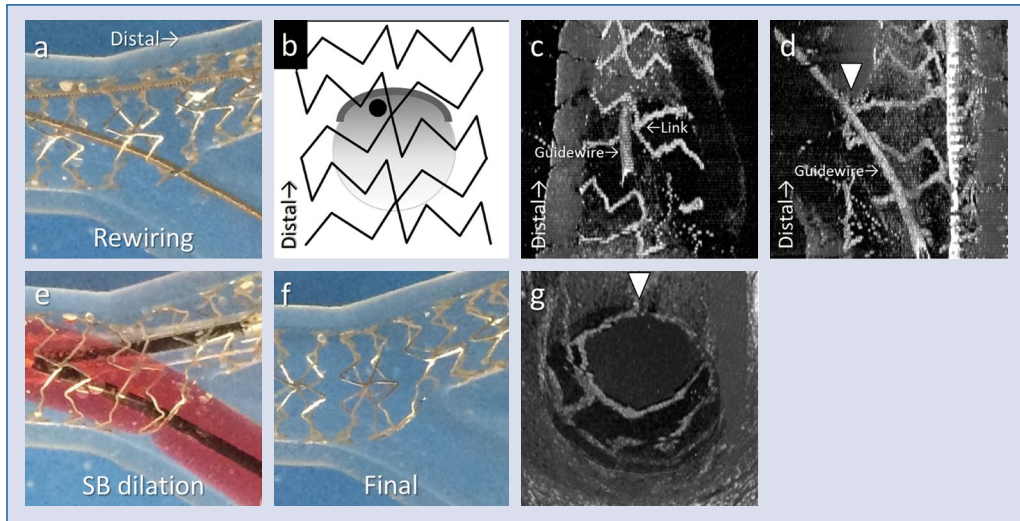 a
Distal→
Rewiring
b
Distal→
c
←Link
Guidewire→
Distal→
d
Guidewire→
Distal→
e
SB dilation
f
Final
g